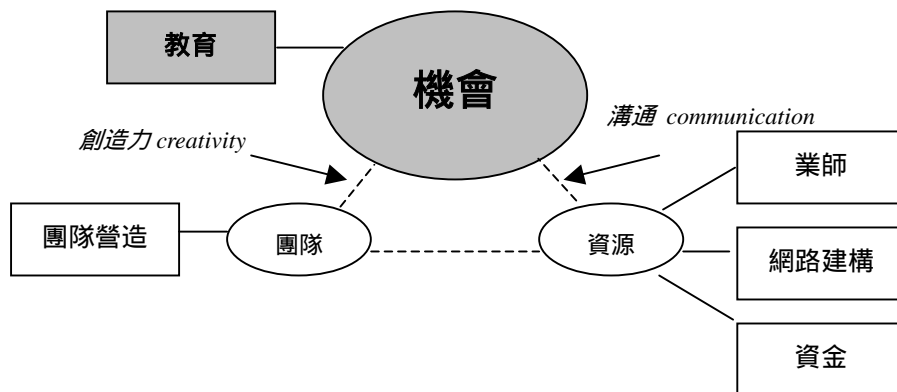 教育
機會
溝通 communication
創造力 creativity
業師
團隊營造
團隊
資源
網路建構
資金